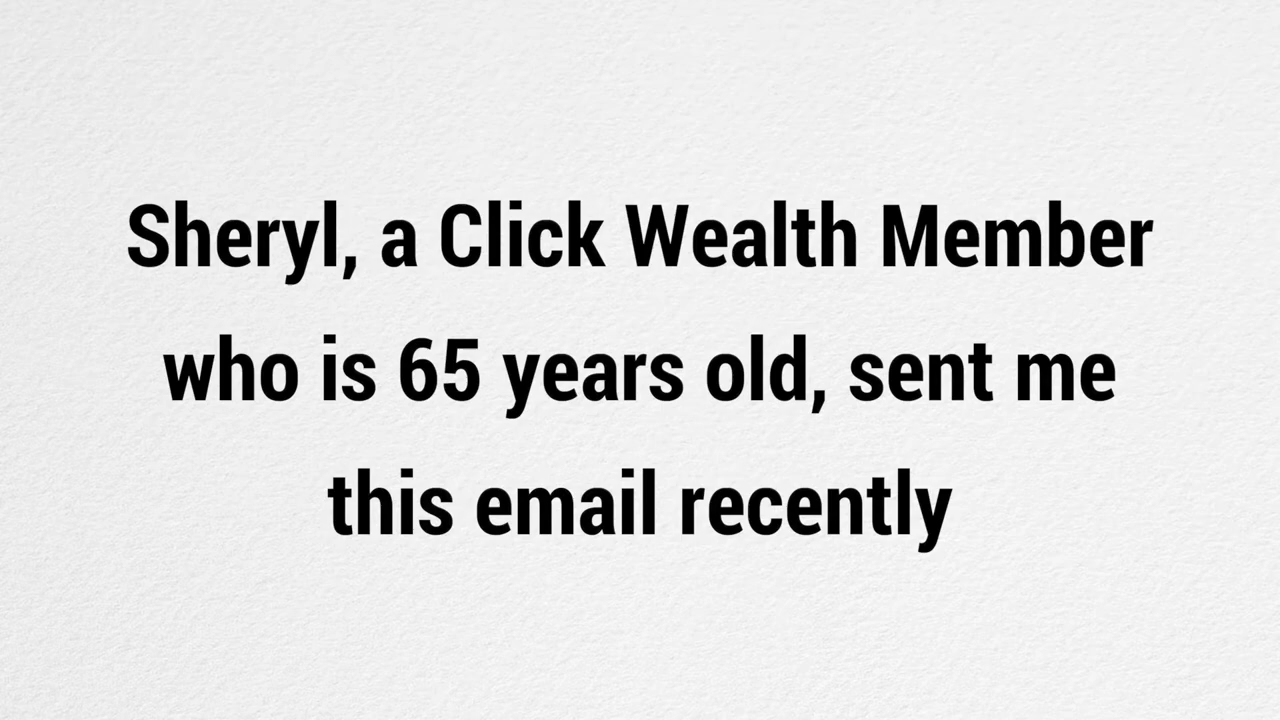 Sheryl, a Click Wealth Member
who is 65 years old, sent me
this email recently